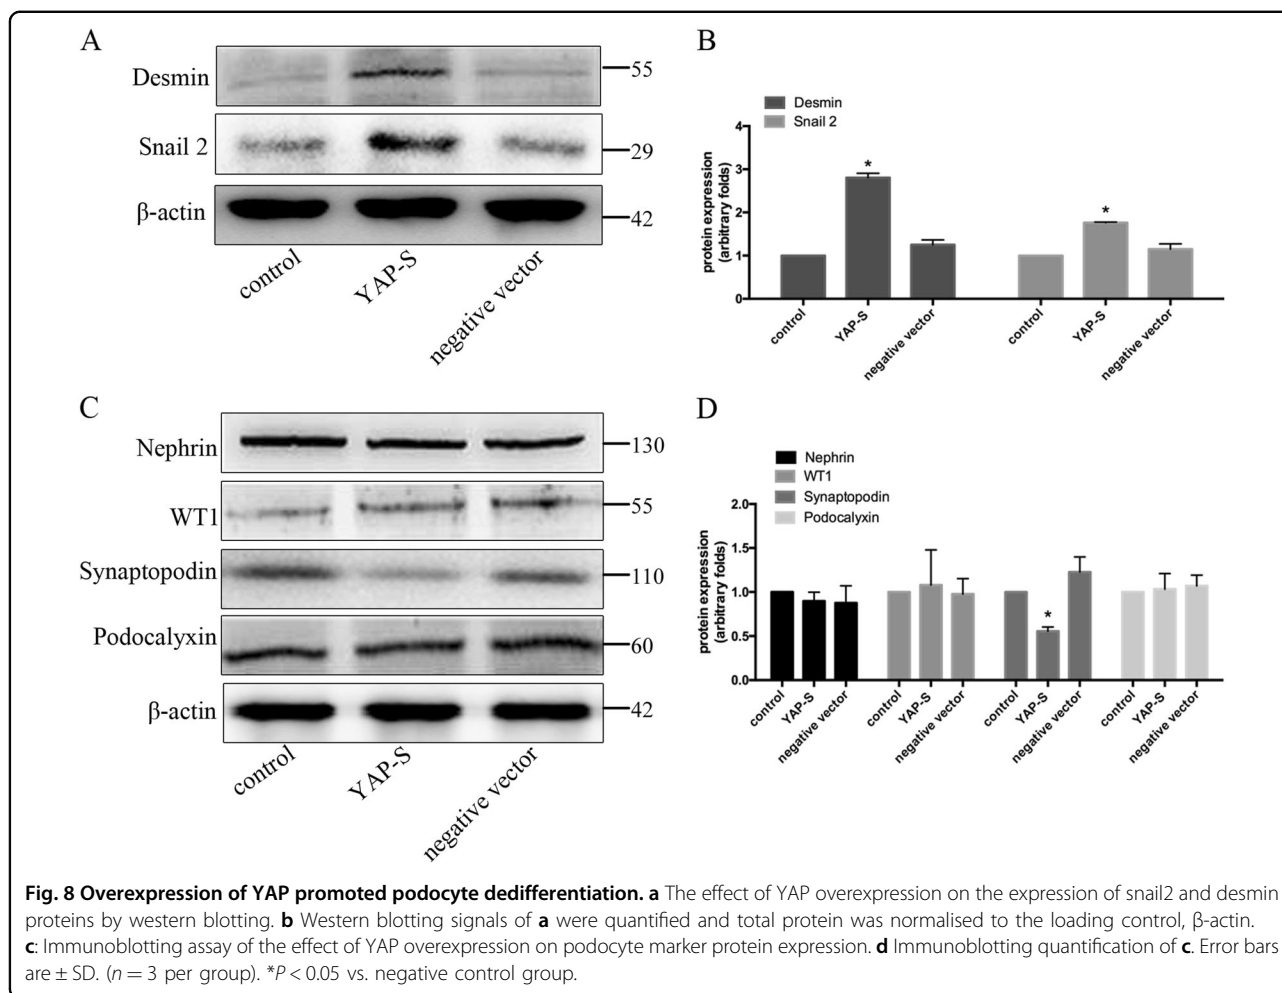 A
Desmin
55
Snail 2
29
β-actin
42
control
YAP-S
negative vector
B
Desmin
Snail 2
protein expression
(arbitrary folds)
4
3
2
1
0
*
*
control
YAP-S
negative vector
control
YAP-S
negative vector
C
Nephrin
130
WT1
55
Synaptopodin
110
Podocalyxin
60
β-actin
42
control
YAP-S
negative vector
D
Nephrin
WT1
Synaptopodin
Podocalyxin
protein expression
(arbitrary folds)
2.0
1.5
1.0
0.5
0.0
*
control
YAP-S
negative vector
control
YAP-S
negative vector
control
YAP-S
negative vector
control
YAP-S
negative vector
Fig. 8 Overexpression of YAP promoted podocyte dedifferentiation. a The effect of YAP overexpression on the expression of snail2 and desmin
proteins by western blotting. b Western blotting signals of a were quantified and total protein was normalised to the loading control, β-actin.
c: Immunoblotting assay of the effect of YAP overexpression on podocyte marker protein expression. d Immunoblotting quantification of c. Error bars
are ± SD. (n = 3 per group). *P < 0.05 vs. negative control group.